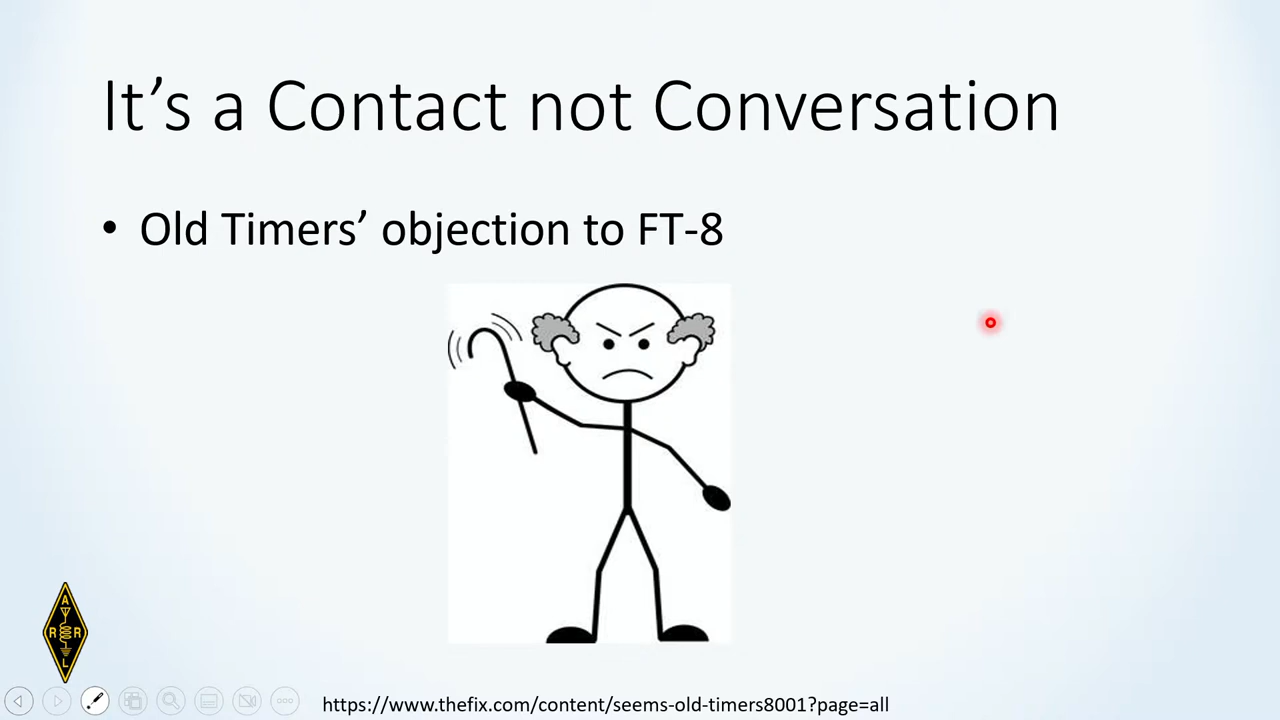 It’s a Contact not Conversation
• Old Timers’ objection to FT-8
A
R R
L
https://www.thefix.com/content/seems-old-timers8001?page=all